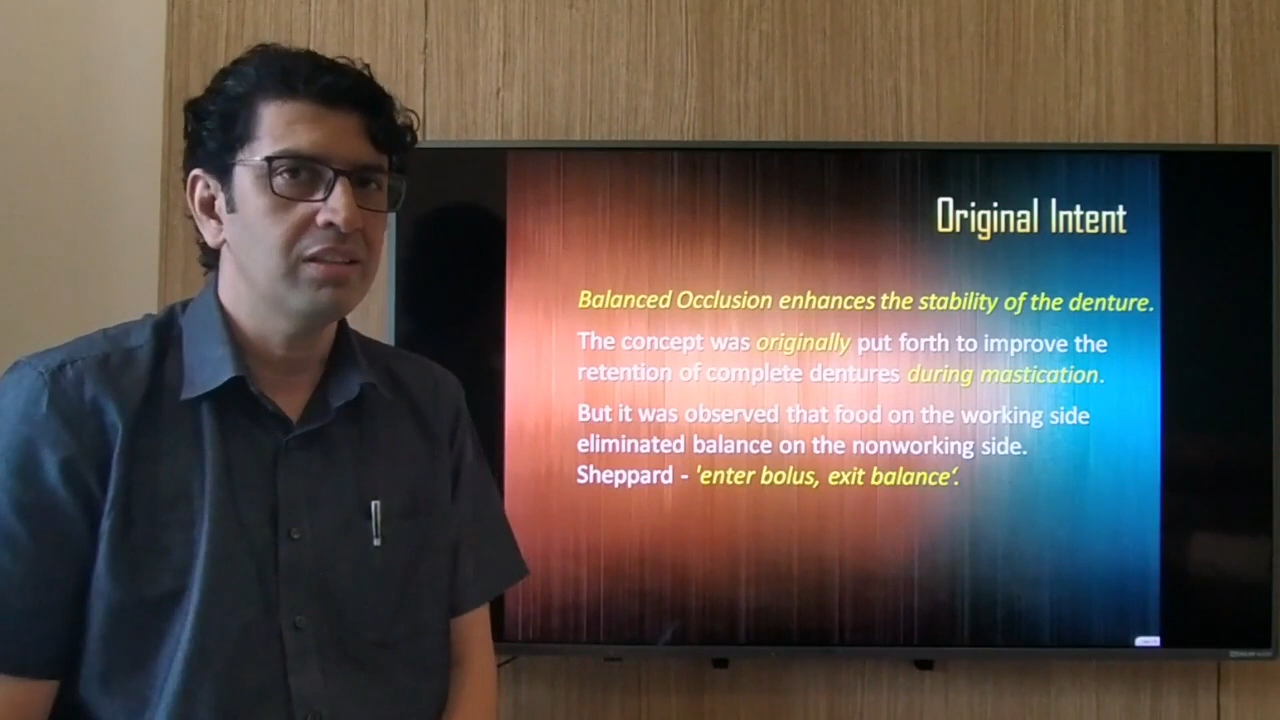 Original Intent
Balanced Occlusion enhances the stability of the denture.
The concept was originally put forth to improve the
retention of complete dentures during mastication.
But it was observed that food on the working side
eliminated balance on the nonworking side.
Sheppard - 'enter bolus, exit balance‘.